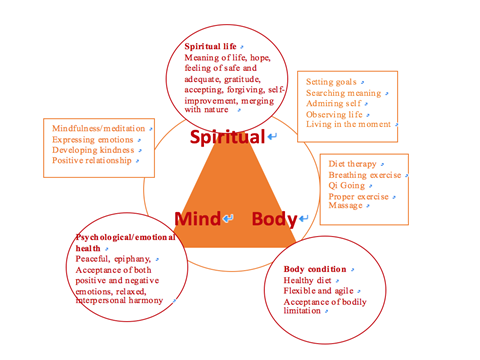 Spiritual life
Meaning of life, hope,
feeling of safe and
adequate, gratitude,
accepting, forgiving, self-
improvement, merging
with nature
Setting goals
Searching meaning
Admiring self
Observing life
Living in the moment
Mindfulness/meditation
Expressing emotions
Developing kindness
Positive relationship
Spiritual
Diet therapy
Breathing exercise
Qi Going
Proper exercise
Massage
Mind Body
Psychological/emotional
health
Peaceful, epiphany,
Acceptance of both
positive and negative
emotions, relaxed,
interpersonal harmony
Body condition
Healthy diet
Flexible and agile
Acceptance of bodily
limitation